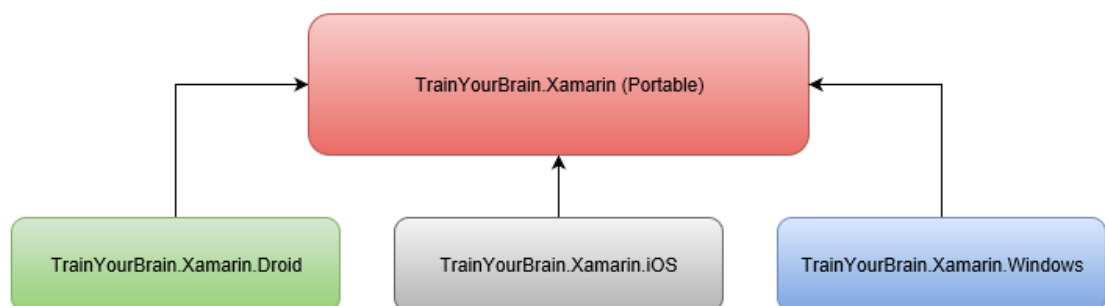 TrainYourBrain.Xamarin (Portable)
TrainYourBrain.Xamarin.Droid
TrainYourBrain.Xamarin.iOS
TrainYourBrain.Xamarin.Windows